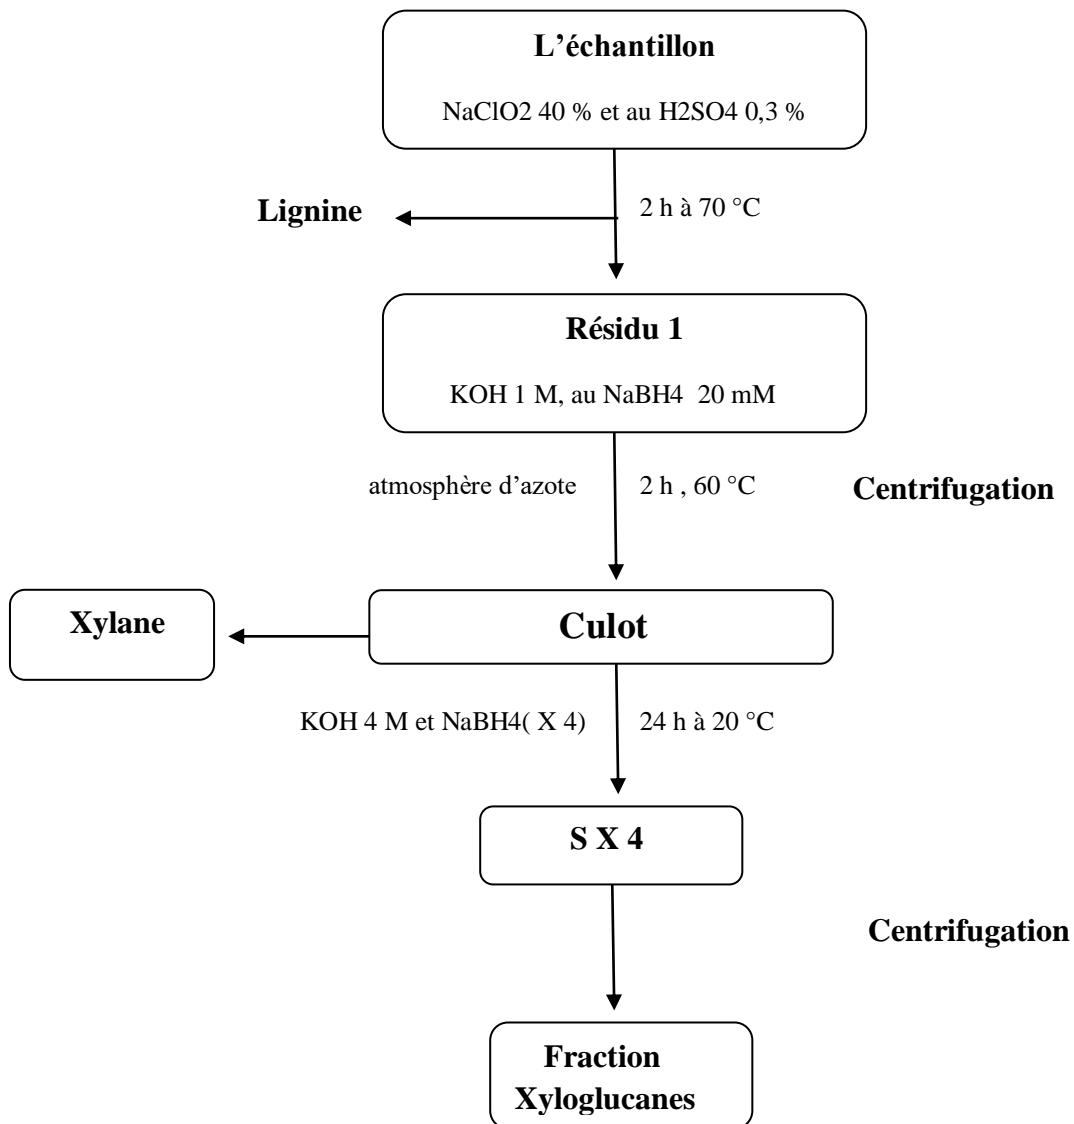 L’échantillon
NaClO2 40 % et au H2SO4 0,3 %
Lignine
2 h à 70 °C
Résidu 1
KOH 1 M, au NaBH4  20 mM
atmosphère d’azote
2 h , 60 °C
Centrifugation
Xylane
Culot
KOH 4 M et NaBH4( X 4)
24 h à 20 °C
S X 4
Centrifugation
Fraction
Xyloglucanes